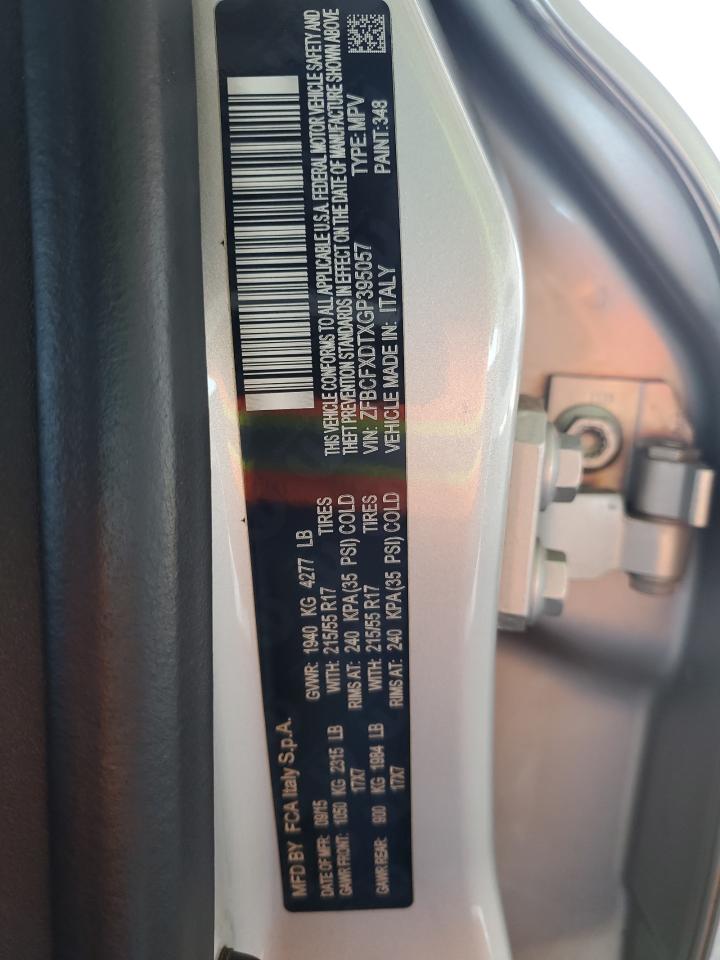 MFD BY FCA Italy S.p.A.
DATE OF MFR: 09/15 GVWR: 1940 KG 4277 LB
GAWR FRONT: 1050 KG 2315 LB WITH: 215/55 R17 TIRES
17X7 RIMS AT: 240 KPA(35 PSI) COLD
GAWR REAR: 900 KG 1984 LB WITH: 215/55 R17 TIRES
17X7 RIMS AT: 240 KPA(35 PSI) COLD
THIS VEHICLE CONFORMS TO ALL APPLICABLE U.S.A. FEDERAL MOTOR VEHICLE SAFETY AND
THEFT PREVENTION STANDARDS IN EFFECT ON THE DATE OF MANUFACTURE SHOWN ABOVE
VIN: ZFBCFXDTXGP395057 TYPE: MPV
VEHICLE MADE IN: ITALY PAINT: 348